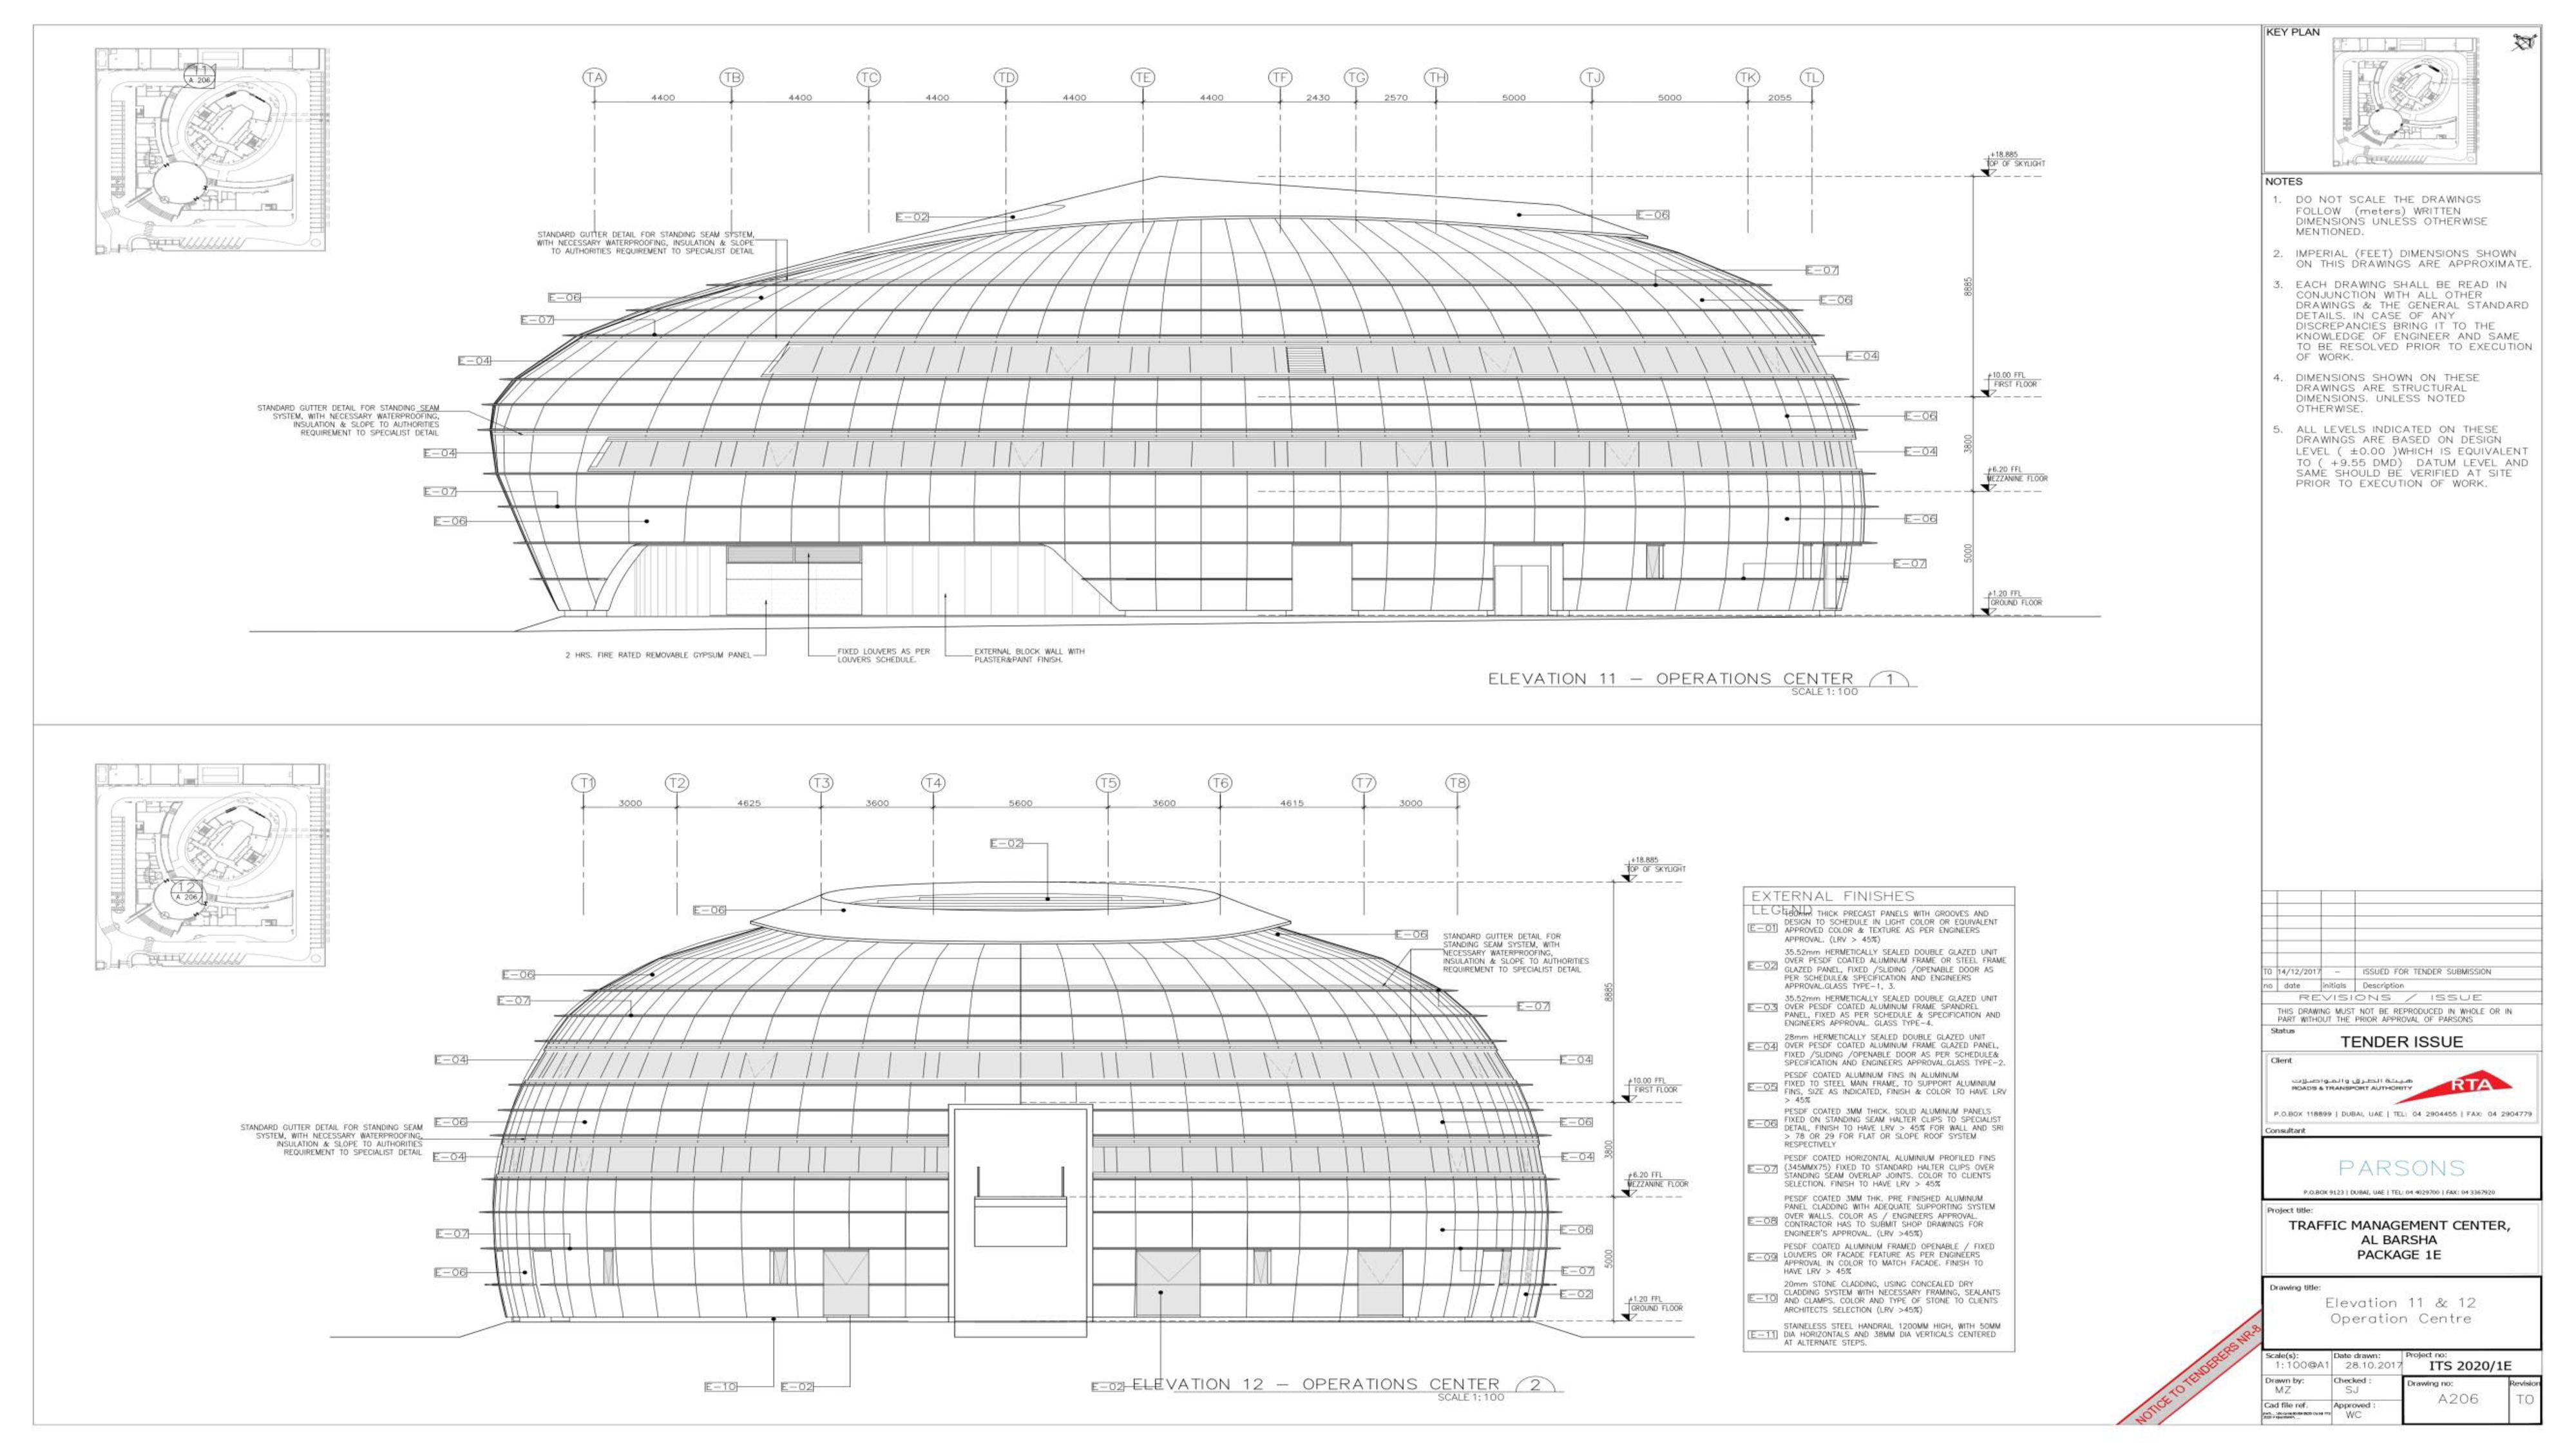 11
A 206
TA
TB
TC
TD
TE
TF
TG
TH
TJ
TK
TL
4400
4400
4400
4400
4400
2430
2570
5000
5000
2055
+18.885
TOP OF SKYLIGHT
E-02
E-06
STANDARD GUTTER DETAIL FOR STANDING SEAM SYSTEM,
WITH NECESSARY WATERPROOFING, INSULATION & SLOPE
TO AUTHORITIES REQUIREMENT TO SPECIALIST DETAIL
E-07
E-06
E-06
E-07
8885
E-04
E-04
+10.00 FFL
FIRST FLOOR
STANDARD GUTTER DETAIL FOR STANDING SEAM
SYSTEM, WITH NECESSARY WATERPROOFING,
INSULATION & SLOPE TO AUTHORITIES
REQUIREMENT TO SPECIALIST DETAIL
E-06
3800
E-04
E-04
+6.20 FFL
MEZZANINE FLOOR
E-07
E-06
E-06
5000
E-07
+1.20 FFL
GROUND FLOOR
2 HRS. FIRE RATED REMOVABLE GYPSUM PANEL
FIXED LOUVERS AS PER
LOUVERS SCHEDULE.
EXTERNAL BLOCK WALL WITH
PLASTER&PAINT FINISH.
ELEVATION 11 - OPERATIONS CENTER 1
SCALE 1:100
12
A 206
T1
T2
T3
T4
T5
T6
T7
T8
3000
4625
3600
5600
3600
4615
3000
E-02
+18.885
TOP OF SKYLIGHT
E-06
E-06
STANDARD GUTTER DETAIL FOR
STANDING SEAM SYSTEM, WITH
NECESSARY WATERPROOFING,
INSULATION & SLOPE TO AUTHORITIES
REQUIREMENT TO SPECIALIST DETAIL
E-06
E-07
E-07
8885
E-04
E-04
+10.00 FFL
FIRST FLOOR
E-06
E-06
STANDARD GUTTER DETAIL FOR STANDING SEAM
SYSTEM, WITH NECESSARY WATERPROOFING,
INSULATION & SLOPE TO AUTHORITIES
REQUIREMENT TO SPECIALIST DETAIL
3800
E-04
E-04
+6.20 FFL
MEZZANINE FLOOR
E-07
E-06
E-06
5000
E-07
E-02
+1.20 FFL
GROUND FLOOR
E-10
E-02
E-02
ELEVATION 12 - OPERATIONS CENTER 2
SCALE 1:100
EXTERNAL FINISHES
LEGEND
E-01
THICK PRECAST PANELS WITH GROOVES AND
DESIGN TO SCHEDULE IN LIGHT COLOR OR EQUIVALENT
APPROVED COLOR & TEXTURE AS PER ENGINEERS
APPROVAL. (LRV > 45%)
E-02
35.52mm HERMETICALLY SEALED DOUBLE GLAZED UNIT
OVER PESDF COATED ALUMINUM FRAME OR STEEL FRAME
GLAZED PANEL, FIXED /SLIDING /OPENABLE DOOR AS
PER SCHEDULE& SPECIFICATION AND ENGINEERS
APPROVAL.GLASS TYPE-1, 3.
E-03
35.52mm HERMETICALLY SEALED DOUBLE GLAZED UNIT
OVER PESDF COATED ALUMINUM FRAME SPANDREL
PANEL, FIXED AS PER SCHEDULE & SPECIFICATION AND
ENGINEERS APPROVAL. GLASS TYPE-4.
E-04
28mm HERMETICALLY SEALED DOUBLE GLAZED UNIT
OVER PESDF COATED ALUMINUM FRAME GLAZED PANEL,
FIXED /SLIDING /OPENABLE DOOR AS PER SCHEDULE&
SPECIFICATION AND ENGINEERS APPROVAL.GLASS TYPE-2.
E-05
PESDF COATED ALUMINUM FINS IN ALUMINUM
FIXED TO STEEL MAIN FRAME, TO SUPPORT ALUMINIUM
FINS, SIZE AS INDICATED, FINISH & COLOR TO HAVE LRV
> 45%
E-06
PESDF COATED 3MM THICK. SOLID ALUMINUM PANELS
FIXED ON STANDING SEAM HALTER CLIPS TO SPECIALIST
DETAIL, FINISH TO HAVE LRV > 45% FOR WALL AND SRI
> 78 OR 29 FOR FLAT OR SLOPE ROOF SYSTEM
RESPECTIVELY
E-07
PESDF COATED HORIZONTAL ALUMINIUM PROFILED FINS
(345MMX75) FIXED TO STANDARD HALTER CLIPS OVER
STANDING SEAM OVERLAP JOINTS. COLOR TO CLIENTS
SELECTION. FINISH TO HAVE LRV > 45%
E-08
PESDF COATED 3MM THK. PRE FINISHED ALUMINUM
PANEL CLADDING WITH ADEQUATE SUPPORTING SYSTEM
OVER WALLS. COLOR AS / ENGINEERS APPROVAL.
CONTRACTOR HAS TO SUBMIT SHOP DRAWINGS FOR
ENGINEER'S APPROVAL. (LRV >45%)
E-09
PESDF COATED ALUMINUM FRAMED OPENABLE / FIXED
LOUVERS OR FACADE FEATURE AS PER ENGINEERS
APPROVAL IN COLOR TO MATCH FACADE. FINISH TO
HAVE LRV > 45%
E-10
20mm STONE CLADDING, USING CONCEALED DRY
CLADDING SYSTEM WITH NECESSARY FRAMING, SEALANTS
AND CLAMPS. COLOR AND TYPE OF STONE TO CLIENTS
ARCHITECTS SELECTION (LRV >45%)
E-11
STAINELESS STEEL HANDRAIL 1200MM HIGH, WITH 50MM
DIA HORIZONTALS AND 38MM DIA VERTICALS CENTERED
AT ALTERNATE STEPS.
NOTICE TO TENDERERS NR-8
KEY PLAN
NOTES
1. DO NOT SCALE THE DRAWINGS
FOLLOW (meters) WRITTEN
DIMENSIONS UNLESS OTHERWISE
MENTIONED.
2. IMPERIAL (FEET) DIMENSIONS SHOWN
ON THIS DRAWINGS ARE APPROXIMATE.
3. EACH DRAWING SHALL BE READ IN
CONJUNCTION WITH ALL OTHER
DRAWINGS & THE GENERAL STANDARD
DETAILS. IN CASE OF ANY
DISCREPANCIES BRING IT TO THE
KNOWLEDGE OF ENGINEER AND SAME
TO BE RESOLVED PRIOR TO EXECUTION
OF WORK.
4. DIMENSIONS SHOWN ON THESE
DRAWINGS ARE STRUCTURAL
DIMENSIONS. UNLESS NOTED
OTHERWISE.
5. ALL LEVELS INDICATED ON THESE
DRAWINGS ARE BASED ON DESIGN
LEVEL ( ±0.00 )WHICH IS EQUIVALENT
TO ( +9.55 DMD) DATUM LEVEL AND
SAME SHOULD BE VERIFIED AT SITE
PRIOR TO EXECUTION OF WORK.
T0 14/12/2017 - ISSUED FOR TENDER SUBMISSION
no date initials Description
REVISIONS / ISSUE
THIS DRAWING MUST NOT BE REPRODUCED IN WHOLE OR IN
PART WITHOUT THE PRIOR APPROVAL OF PARSONS
Status
TENDER ISSUE
Client
هيئة الطرق والمواصلات
ROADS & TRANSPORT AUTHORITY
RTA
P.O.BOX 118899 | DUBAI, UAE | TEL: 04 2904455 | FAX: 04 2904779
Consultant
PARSONS
P.O.BOX 9123 | DUBAI, UAE | TEL: 04 4029700 | FAX: 04 3367920
Project title:
TRAFFIC MANAGEMENT CENTER,
AL BARSHA
PACKAGE 1E
Drawing title:
Elevation 11 & 12
Operation Centre
Scale(s):
1:100@A1
Date drawn:
28.10.2017
Project no:
ITS 2020/1E
Drawn by:
MZ
Checked :
SJ
Drawing no:
A206
Revision
T0
Cad file ref.
Approved :
WC